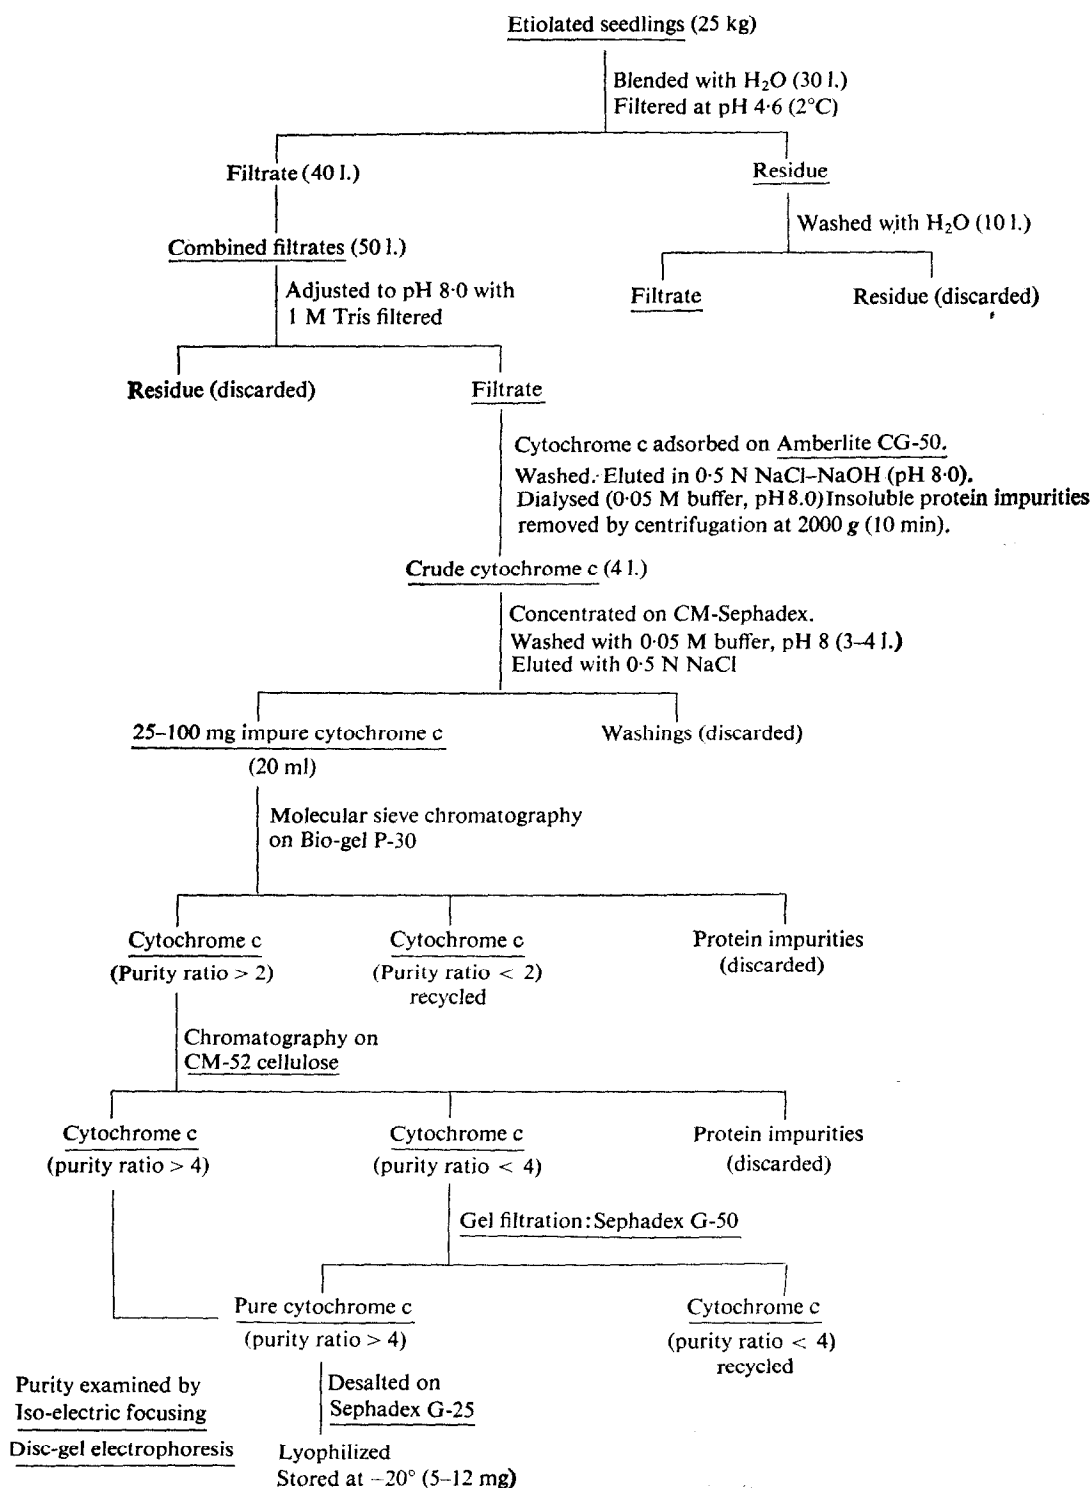 Etiolated seedlings (25 kg)
Blended with H₂O (30 l.)
Filtered at pH 4·6 (2°C)
Filtrate (40 l.)
Residue
Washed with H₂O (10 l.)
Combined filtrates (50 l.)
Filtrate
Residue (discarded)
Adjusted to pH 8·0 with
1 M Tris filtered
Residue (discarded)
Filtrate
Cytochrome c adsorbed on Amberlite CG-50.
Washed. Eluted in 0·5 N NaCl–NaOH (pH 8·0).
Dialysed (0·05 M buffer, pH 8.0) Insoluble protein impurities
removed by centrifugation at 2000 g (10 min).
Crude cytochrome c (4 l.)
Concentrated on CM-Sephadex.
Washed with 0·05 M buffer, pH 8 (3–4 l.)
Eluted with 0·5 N NaCl
25–100 mg impure cytochrome c
(20 ml)
Washings (discarded)
Molecular sieve chromatography
on Bio-gel P-30
Cytochrome c
(Purity ratio > 2)
Cytochrome c
(Purity ratio < 2)
recycled
Protein impurities
(discarded)
Chromatography on
CM-52 cellulose
Cytochrome c
(purity ratio > 4)
Cytochrome c
(purity ratio < 4)
Protein impurities
(discarded)
Gel filtration: Sephadex G-50
Pure cytochrome c
(purity ratio > 4)
Cytochrome c
(purity ratio < 4)
recycled
Purity examined by
Iso-electric focusing
Disc-gel electrophoresis
Desalted on
Sephadex G-25
Lyophilized
Stored at −20° (5–12 mg)